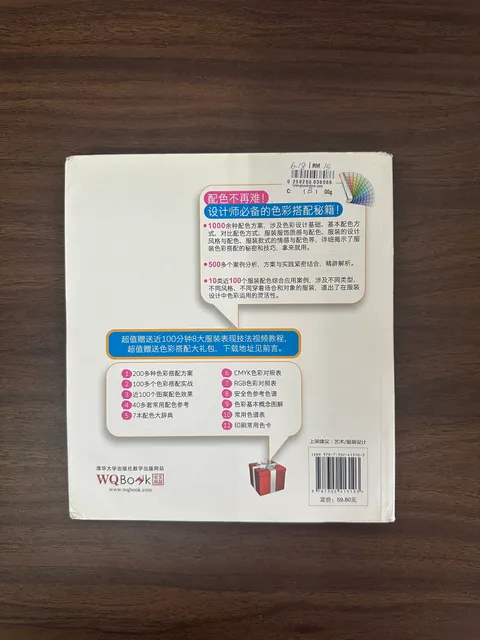 配色不再难！
设计师必备的色彩搭配秘籍！
1000余种配色方案，涉及色彩设计基础、基本配色
方式、对比配色方式、服装服饰质感与配色、服装的设计
风格与配色、服装款式的情感与配色等，详细揭示了服
装色彩搭配的秘密和技巧，拿来就用。
500多个案例分析，方案与实践紧密结合，精辟解析。
10类近100个服装配色综合应用案例，涉及不同类型、
不同风格、不同穿着场合和对象的服装，道出了在服装
设计中色彩运用的灵活性。
超值赠送近100分钟8大服装表现技法视频教程，
超值赠送色彩搭配大礼包，下载地址见前言。
1 200多种色彩搭配方案
2 100多个色彩搭配实战
3 近100个图案配色效果
4 40多套常用配色参考
5 7本配色大辞典
6 CMYK色彩对照表
7 RGB色彩对照表
8 安全色参考色谱
9 色彩基本概念图解
10 常用色谱表
11 印刷常用色卡
清华大学出版社数字出版网站
WQBook
www.wqbook.com
上架建议：艺术/服装设计
定价：59.80元